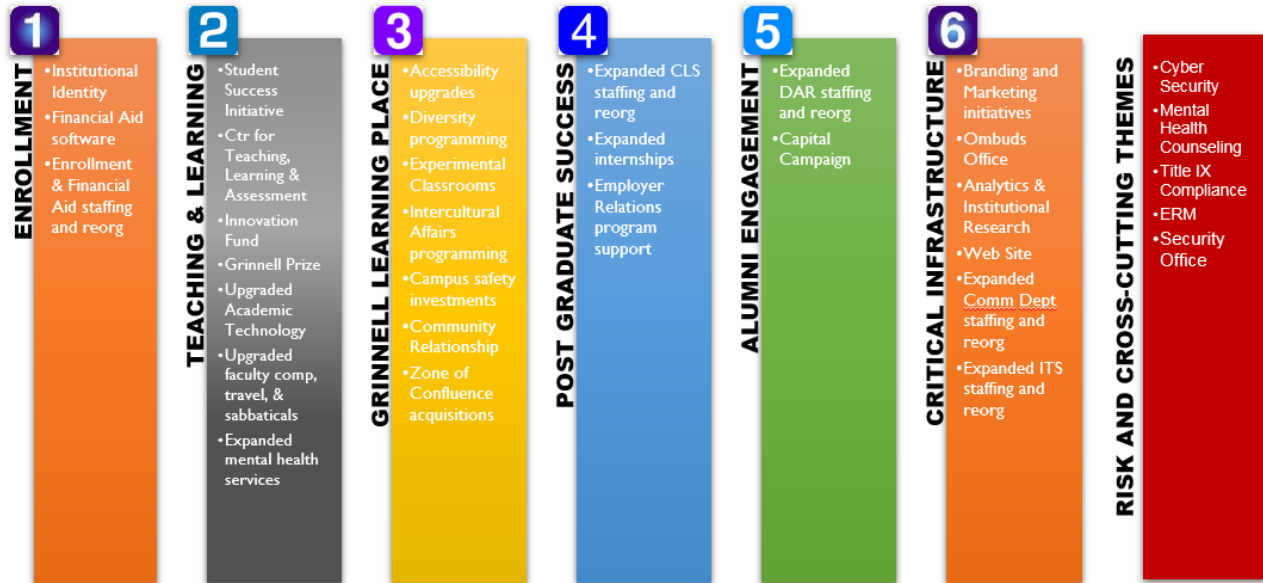 1
ENROLLMENT
•Institutional
Identity
•Financial Aid
software
•Enrollment
& Financial
Aid staffing
and reorg
2
TEACHING & LEARNING
•Student
Success
Initiative
•Ctr for
Teaching,
Learning &
Assessment
•Innovation
Fund
•Grinnell Prize
•Upgraded
Academic
Technology
•Upgraded
faculty comp,
travel, &
sabbaticals
•Expanded
mental health
services
3
GRINNELL LEARNING PLACE
•Accessibility
upgrades
•Diversity
programming
•Experimental
Classrooms
•Intercultural
Affairs
programming
•Campus safety
investments
•Community
Relationship
•Zone of
Confluence
acquisitions
4
POST GRADUATE SUCCESS
•Expanded CLS
staffing and
reorg
•Expanded
internships
•Employer
Relations
program
support
5
ALUMNI ENGAGEMENT
•Expanded
DAR staffing
and reorg
•Capital
Campaign
6
CRITICAL INFRASTRUCTURE
•Branding and
Marketing
initiatives
•Ombuds
Office
•Analytics &
Institutional
Research
•Web Site
•Expanded
Comm Dept
staffing and
reorg
•Expanded ITS
staffing and
reorg
RISK AND CROSS-CUTTING THEMES
•Cyber
Security
•Mental
Health
Counseling
•Title IX
Compliance
•ERM
•Security
Office